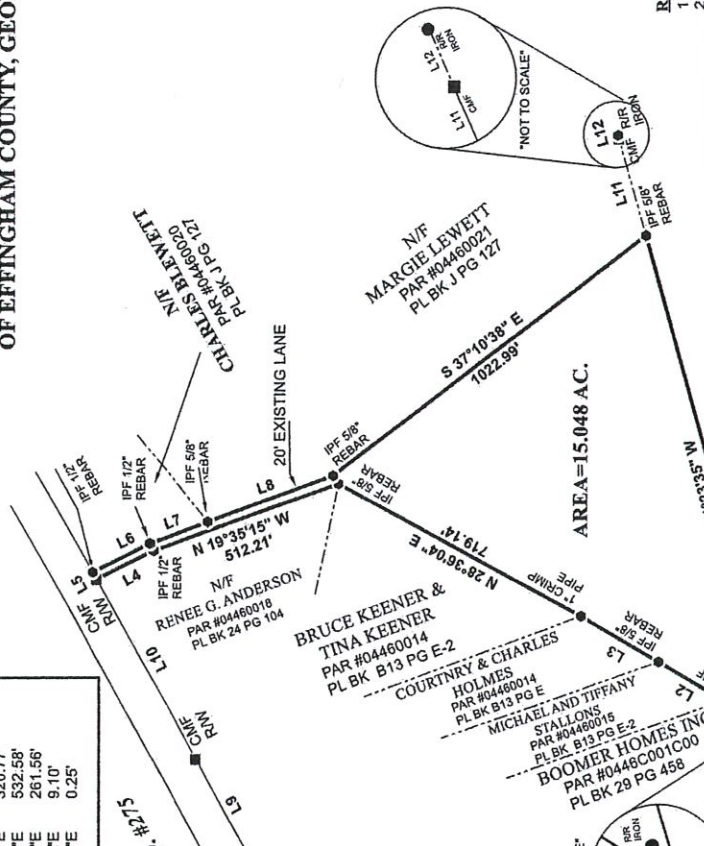 OF EFFINGHAM COUNTY,
"E
532.58'
"E
261.56'
"E
9.10'
"E
0.25'
#275
N/F
CHARLES BLEWETT
PAR #04460020
PL BK J PG 127
L12
R/R
IRON
L11
CMF
"NOT TO SCALE"
L12
CMF
R/R
IRON
L11
IPF 5/8"
REBAR
N/F
MARGIE LEWETT
PAR #04460021
PL BK J PG 127
S 37°10'38" E
1022.99'
20' EXISTING LANE
IPF 1/2"
REBAR
IPF 1/2"
REBAR
IPF 5/8"
REBAR
L5
L6
L7
L8
L4
CMF
R/W
IPF 1/2"
REBAR
N 19°35'15" W
512.21'
IPF 5/8"
REBAR
IPF 5/8"
REBAR
N/F
RENEE G. ANDERSON
PAR #04460018
PL BK 24 PG 104
L10
CMF
R/W
L9
AREA=15.048 AC.
N 28°36'04" E
719.14'
BRUCE KEENER &
TINA KEENER
PAR #04460014
PL BK B13 PG E-2
1" CRIMP
PIPE
COURTNRY & CHARLES
HOLMES
PAR #04460014
PL BK B13 PG E
IPF 5/8"
REBAR
L3
MICHAEL AND TIFFANY
STALLONS
PAR #04460015
PL BK B13 PG E-2
L2
BOOMER HOMES INC
PAR #0446C001C00
PL BK 29 PG 458
R/R
IRON
35" W
1
2